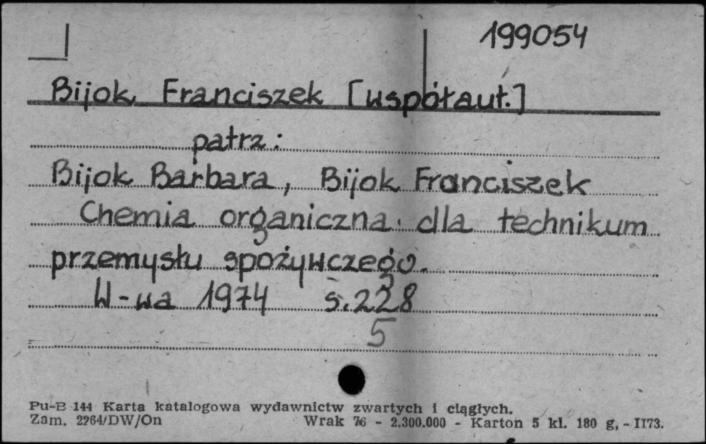 199054
Bijok Franciszek [współaut.]
patrz:
Bijok Barbara, Bijok Franciszek
Chemia organiczna dla technikum
przemysłu spożywczego.
W-wa 1974 s.228
5
Pu-B 144 Karta katalogowa wydawnictw zwartych i ciągłych.
Zam. 2964/DW/On Wrak 76 - 2.300.000 - Karton 5 kl. 180 g, - II73.